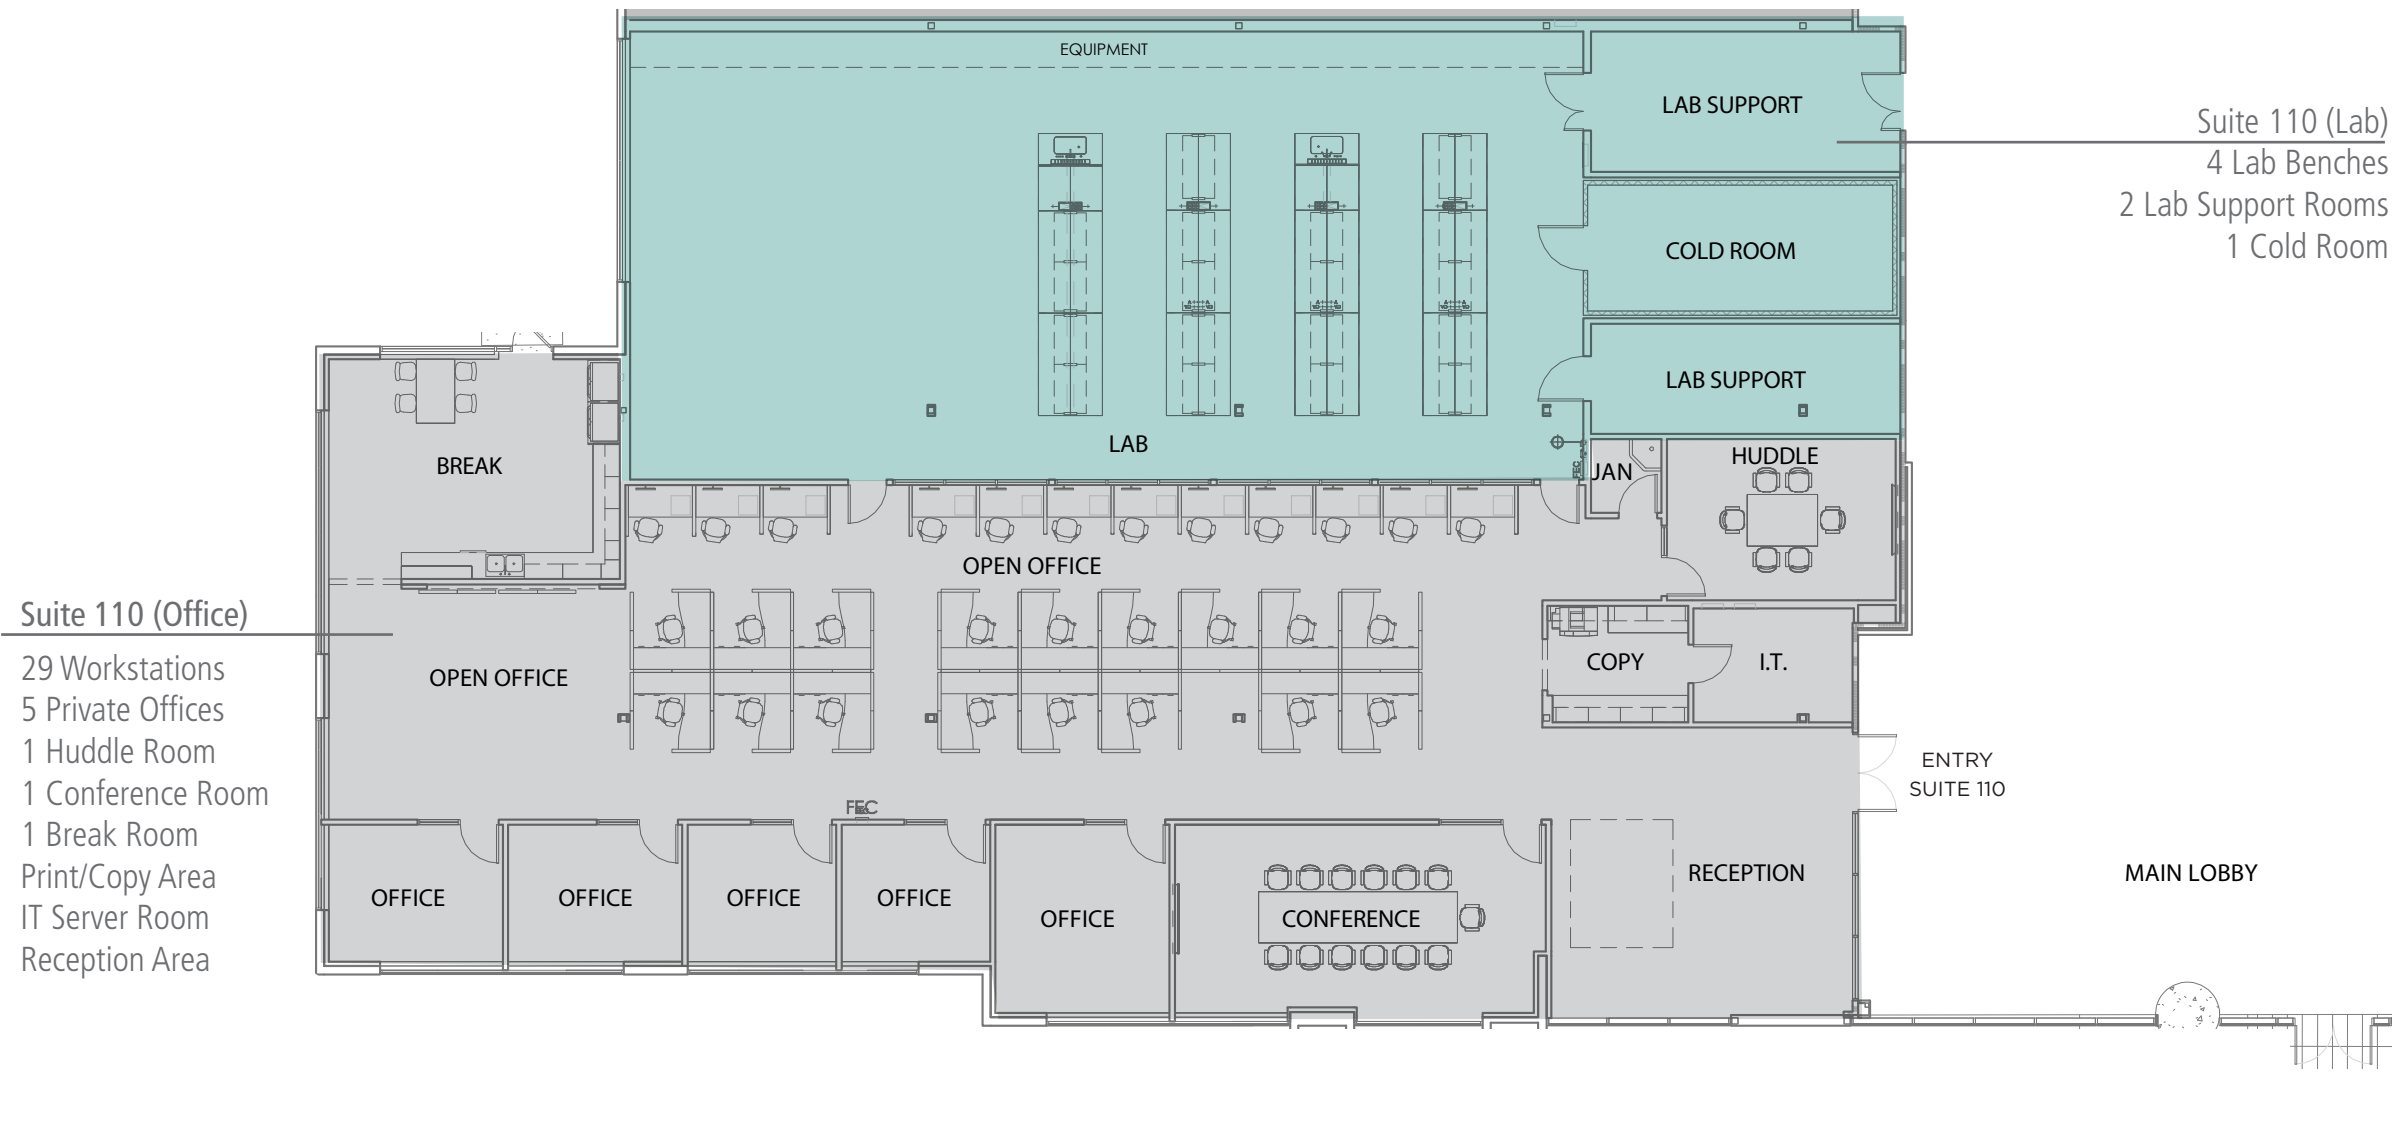 EQUIPMENT
LAB SUPPORT
Suite 110 (Lab)
4 Lab Benches
2 Lab Support Rooms
1 Cold Room
COLD ROOM
LAB SUPPORT
LAB
BREAK
JAN
HUDDLE
FEC
OPEN OFFICE
Suite 110 (Office)
29 Workstations
5 Private Offices
1 Huddle Room
1 Conference Room
1 Break Room
Print/Copy Area
IT Server Room
Reception Area
OPEN OFFICE
COPY
I.T.
ENTRY
SUITE 110
FEC
OFFICE
OFFICE
OFFICE
OFFICE
OFFICE
CONFERENCE
RECEPTION
MAIN LOBBY